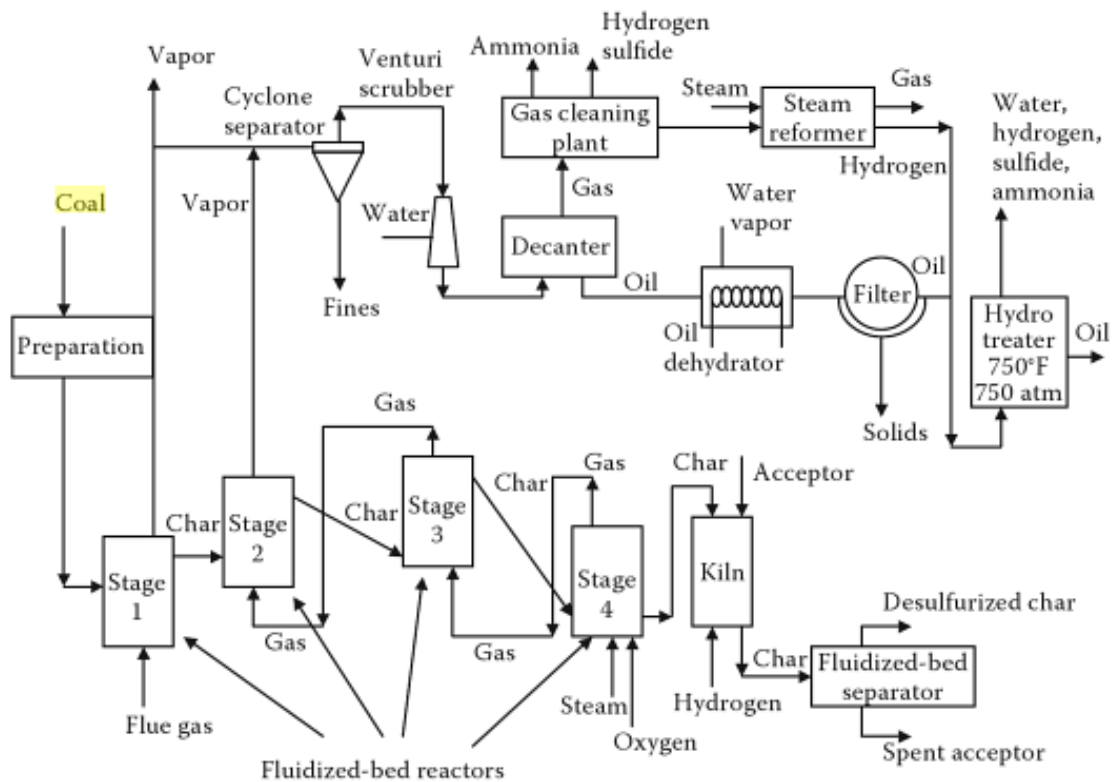 Vapor
Cyclone
separator
Venturi
scrubber
Ammonia
Hydrogen
sulfide
Gas cleaning
plant
Steam
Steam
reformer
Gas
Hydrogen
Water,
hydrogen,
sulfide,
ammonia
Coal
Vapor
Water
Gas
Decanter
Oil
Water
vapor
Oil
dehydrator
Filter
Oil
Solids
Hydro
treater
750°F
750 atm
Oil
Fines
Preparation
Stage
1
Flue gas
Char
Stage
2
Gas
Gas
Char
Stage
3
Gas
Char
Gas
Stage
4
Steam
Oxygen
Char
Acceptor
Kiln
Hydrogen
Char
Desulfurized char
Fluidized-bed
separator
Spent acceptor
Fluidized-bed reactors